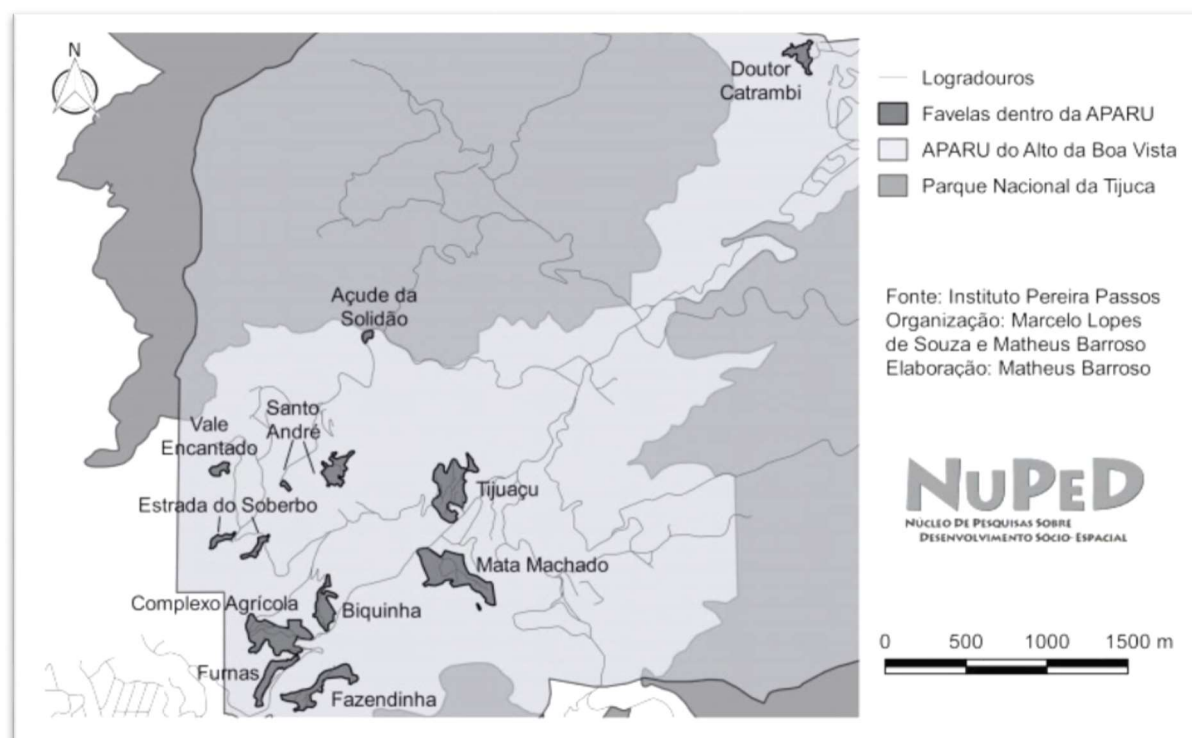 N
Doutor
Catrambi
Açude da
Solidão
Santo
André
Vale
Encantado
Estrada do Soberbo
Tijuaçu
Mata Machado
Complexo Agrícola
Biquinha
Furnas
Fazendinha
Logradouros
Favelas dentro da APARU
APARU do Alto da Boa Vista
Parque Nacional da Tijuca
Fonte: Instituto Pereira Passos
Organização: Marcelo Lopes
de Souza e Matheus Barroso
Elaboração: Matheus Barroso
NUPED
NÚCLEO DE PESQUISAS SOBRE
DESENVOLVIMENTO SÓCIO-ESPACIAL
0 500 1000 1500 m